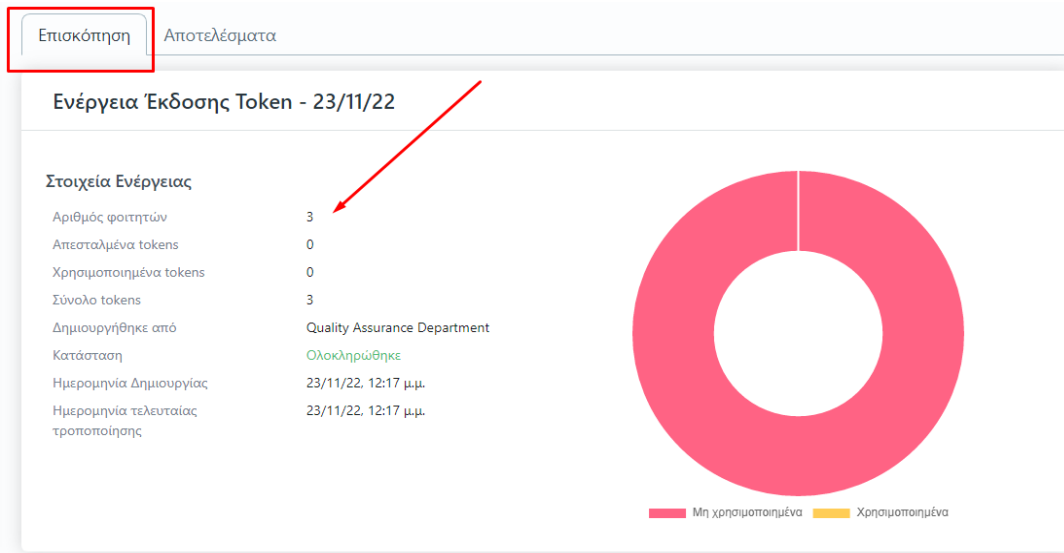 Επισκόπηση Αποτελέσματα
Ενέργεια Έκδοσης Token - 23/11/22
Στοιχεία Ενέργειας
Αριθμός φοιτητών 3
Απεσταλμένα tokens 0
Χρησιμοποιημένα tokens 0
Σύνολο tokens 3
Δημιουργήθηκε από Quality Assurance Department
Κατάσταση Ολοκληρώθηκε
Ημερομηνία Δημιουργίας 23/11/22, 12:17 μ.μ.
Ημερομηνία τελευταίας 23/11/22, 12:17 μ.μ.
τροποποίησης
Μη χρησιμοποιημένα Χρησιμοποιημένα